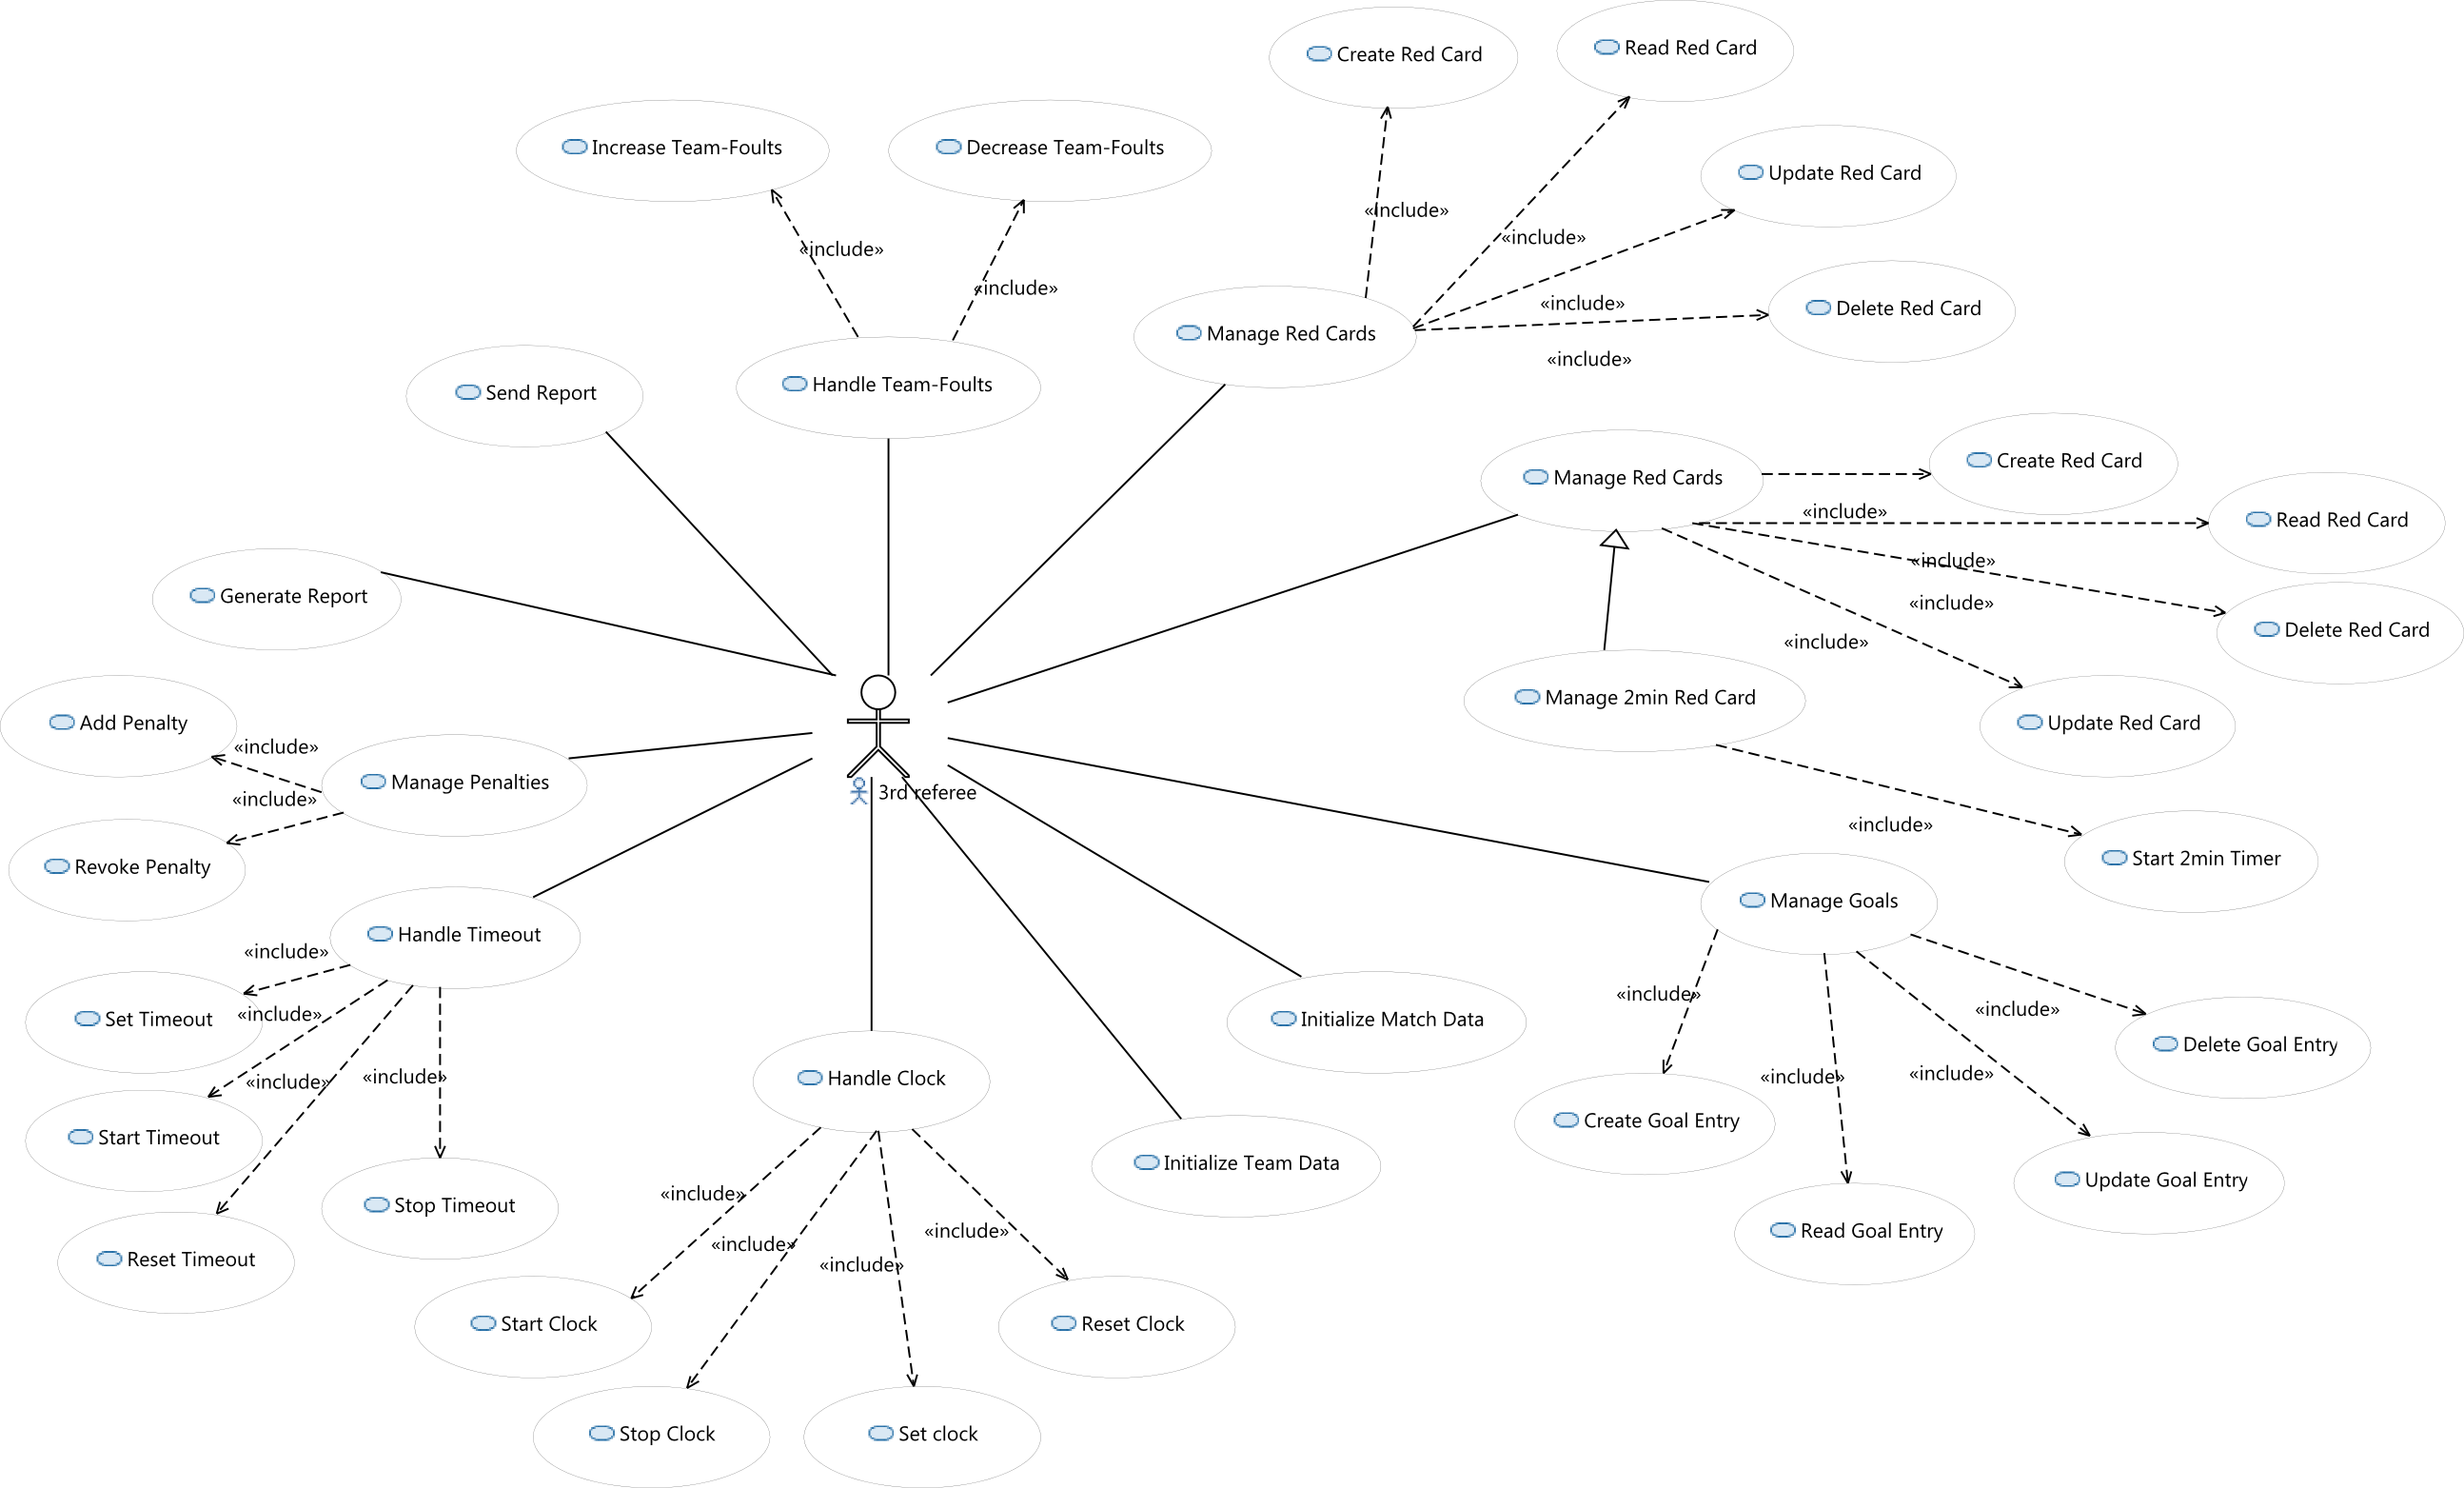 Create Red Card
Read Red Card
Increase Team-Foults
Decrease Team-Foults
Update Red Card
«include»
«include»
«include»
«include»
«include»
Delete Red Card
«include»
Manage Red Cards
Handle Team-Foults
Send Report
Manage Red Cards
Create Red Card
«include»
Read Red Card
«include»
Generate Report
«include»
Delete Red Card
«include»
Manage 2min Red Card
Update Red Card
Add Penalty
«include»
Manage Penalties
«include»
3rd referee
«include»
Revoke Penalty
Start 2min Timer
Manage Goals
Handle Timeout
«include»
«include»
«include»
«include»
Set Timeout
Initialize Match Data
Delete Goal Entry
«include»
«include»
«include»
«include»
Handle Clock
Create Goal Entry
Start Timeout
Initialize Team Data
Update Goal Entry
«include»
Stop Timeout
«include»
Read Goal Entry
«include»
Reset Timeout
«include»
Start Clock
Reset Clock
Stop Clock
Set clock